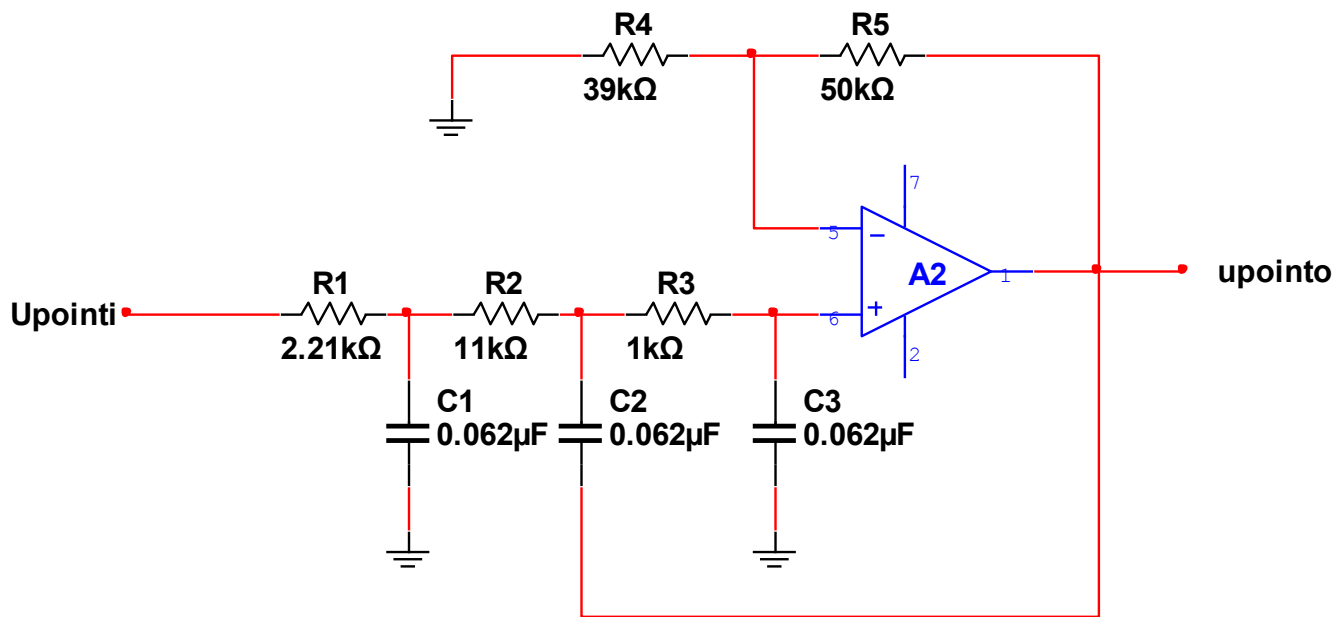 R4
R5
39kΩ
50kΩ
7
5
A2
1
upointo
R1
R2
R3
Upointi
6
2.21kΩ
11kΩ
1kΩ
2
C1
C2
C3
0.062µF
0.062µF
0.062µF